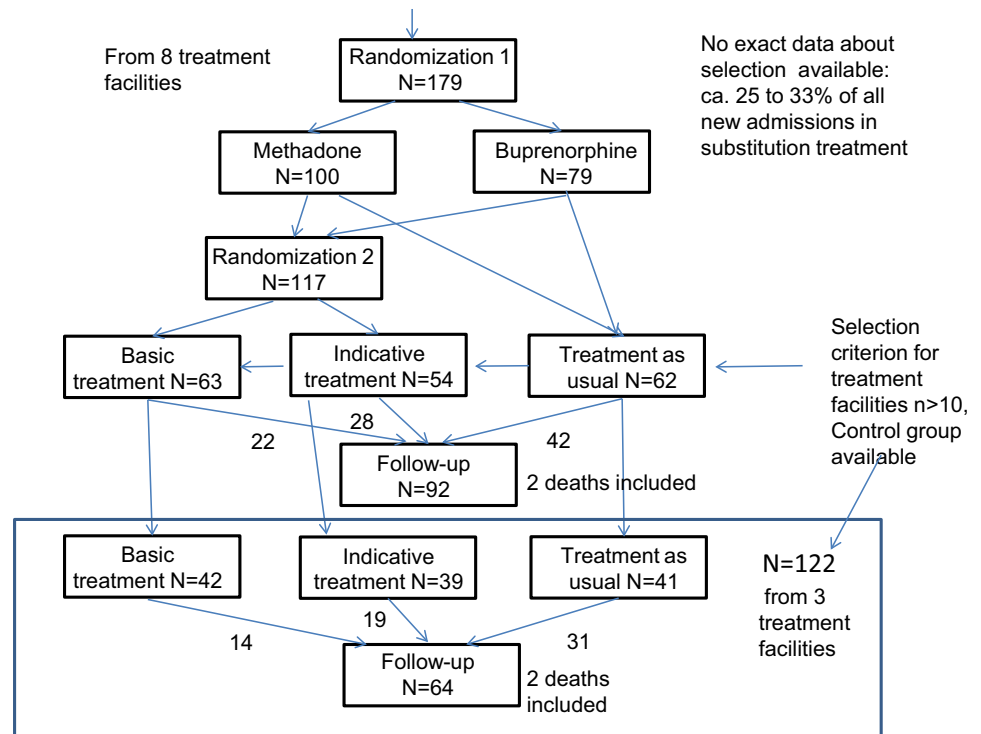 From 8 treatment
facilities
Randomization 1
N=179
No exact data about
selection available:
ca. 25 to 33% of all
new admissions in
substitution treatment
Methadone
N=100
Buprenorphine
N=79
Randomization 2
N=117
Basic
treatment N=63
Indicative
treatment N=54
Treatment as
usual N=62
Selection
criterion for
treatment
facilities n>10,
Control group
available
22
28
42
Follow-up
N=92
2 deaths included
Basic
treatment N=42
Indicative
treatment N=39
Treatment as
usual N=41
N=122
from 3
treatment
facilities
14
19
31
Follow-up
N=64
2 deaths
included